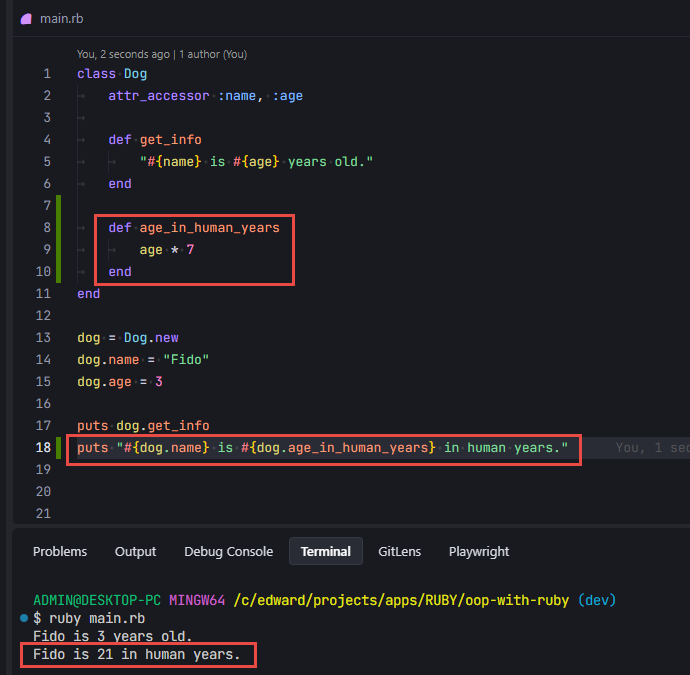 main.rb
You, 2 seconds ago | 1 author (You)
1 class Dog
2 attr_accessor :name, :age
3
4 def get_info
5 "#{name} is #{age} years old."
6 end
7
8 def age_in_human_years
9 age * 7
10 end
11 end
12
13 dog = Dog.new
14 dog.name = "Fido"
15 dog.age = 3
16
17 puts dog.get_info
18 puts "#{dog.name} is #{dog.age_in_human_years} in human years." You, 1 sec
19
20
21
Problems Output Debug Console Terminal GitLens Playwright
ADMIN@DESKTOP-PC MINGW64 /c/edward/projects/apps/RUBY/oop-with-ruby (dev)
$ ruby main.rb
Fido is 3 years old.
Fido is 21 in human years.